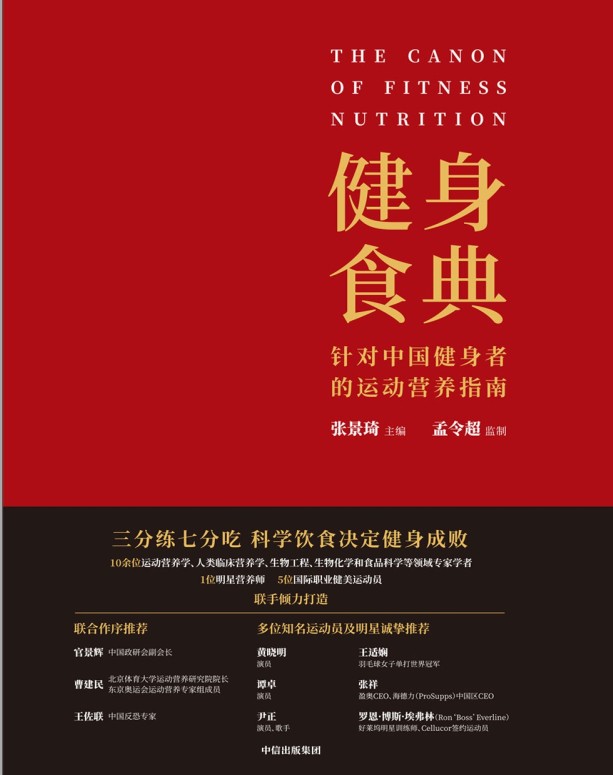 THE CANON
OF FITNESS
NUTRITION
健身
食典
针对中国健身者
的运动营养指南
张景琦 主编 孟令超 监制
三分练七分吃 科学饮食决定健身成败
10余位运动营养学、人类临床营养学、生物工程、生物化学和食品科学等领域专家学者
1位明星营养师 5位国际职业健美运动员
联手倾力打造
联合作序推荐
官景辉 中国政研会副会长
曹建民 北京体育大学运动营养研究院院长
东京奥运会运动营养专家组成员
王佐联 中国反恐专家
多位知名运动员及明星诚挚推荐
黄晓明
演员
王适娴
羽毛球女子单打世界冠军
谭卓
演员
张祥
盈奥CEO、海德力(ProSupps)中国区CEO
尹正
演员、歌手
罗恩·博斯·埃弗林(Ron 'Boss' Everline)
好莱坞明星训练师、Cellucor签约运动员
中信出版集团